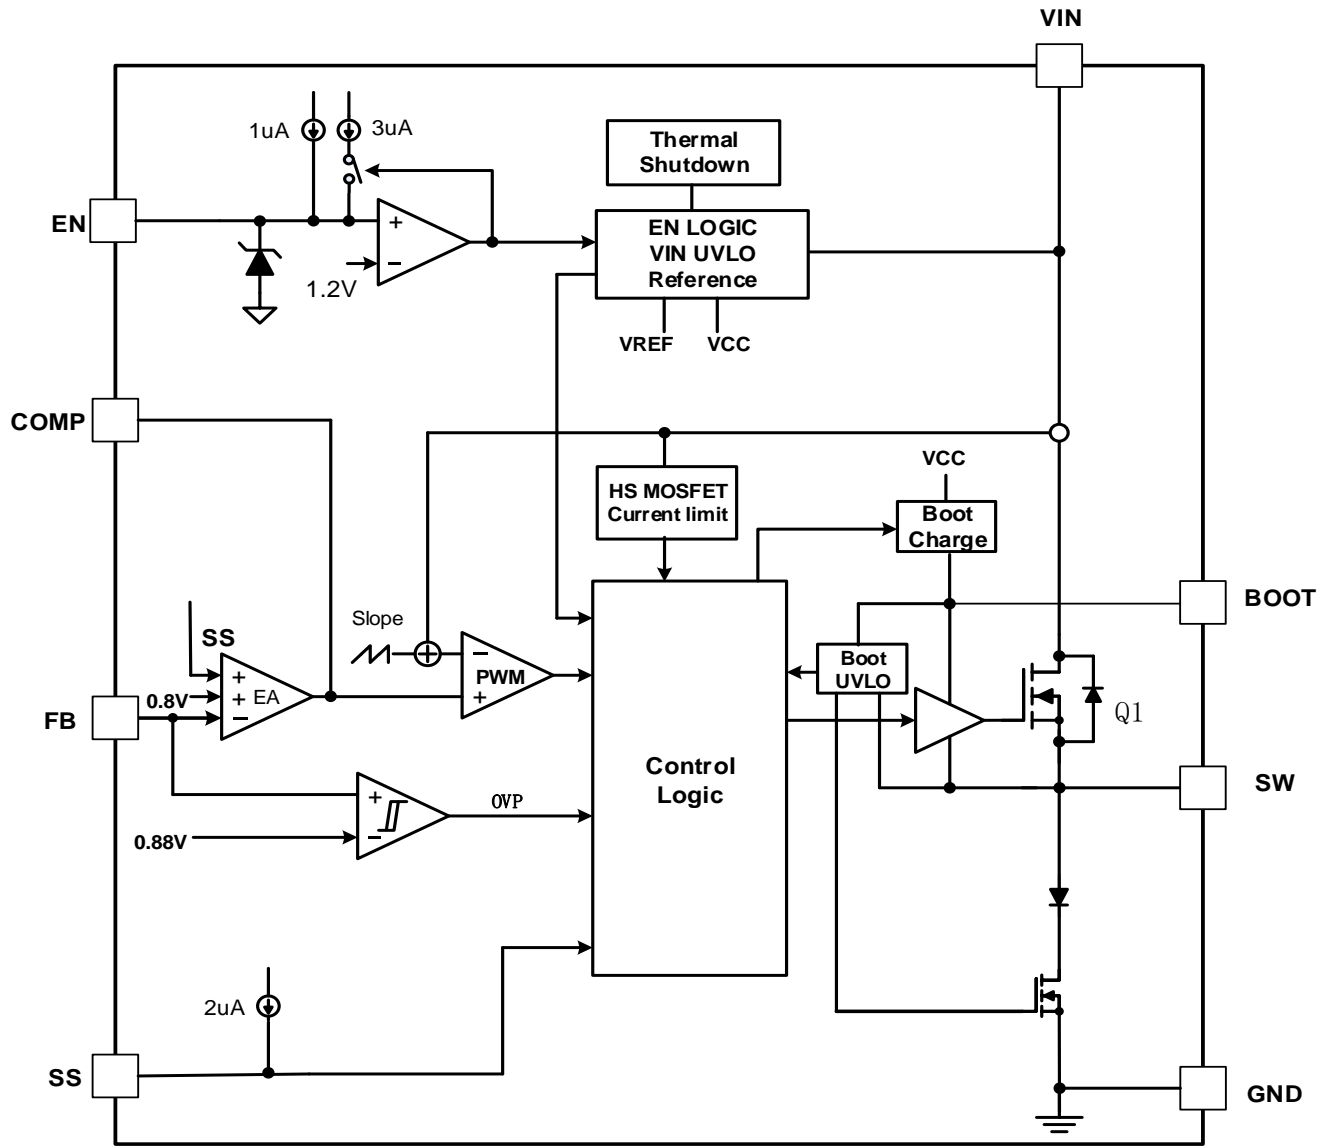 VIN
1uA
3uA
Thermal
Shutdown
EN
+
−
1.2V
EN LOGIC
VIN UVLO
Reference
VREF
VCC
COMP
HS MOSFET
Current limit
VCC
Boot
Charge
BOOT
Slope
SS
+
+
−
EA
0.8V
−
+
PWM
Boot
UVLO
FB
Q1
Control
Logic
SW
+
−
OVP
0.88V
2uA
SS
GND